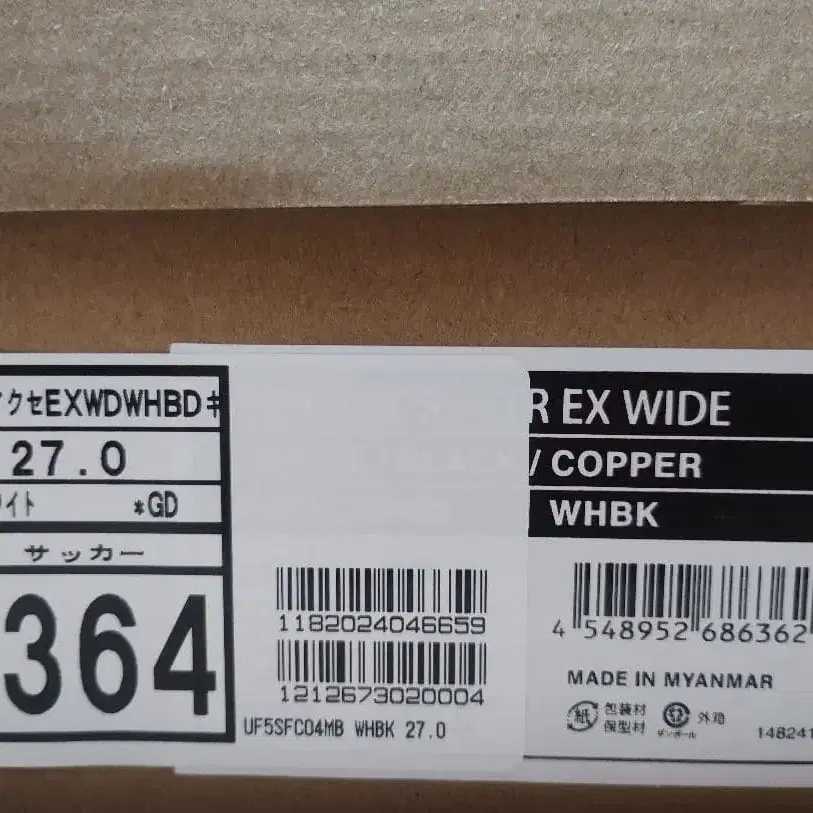 クセEXWDWHBDキ
27.0
イト *GD
サッカー
364
1182024046659
1212673020004
UF5SFC04MB WHBK 27.0
R EX WIDE
/ COPPER
WHBK
4 548952 686362
MADE IN MYANMAR
紙 包装材
保型材
ダンボール 外箱
148241